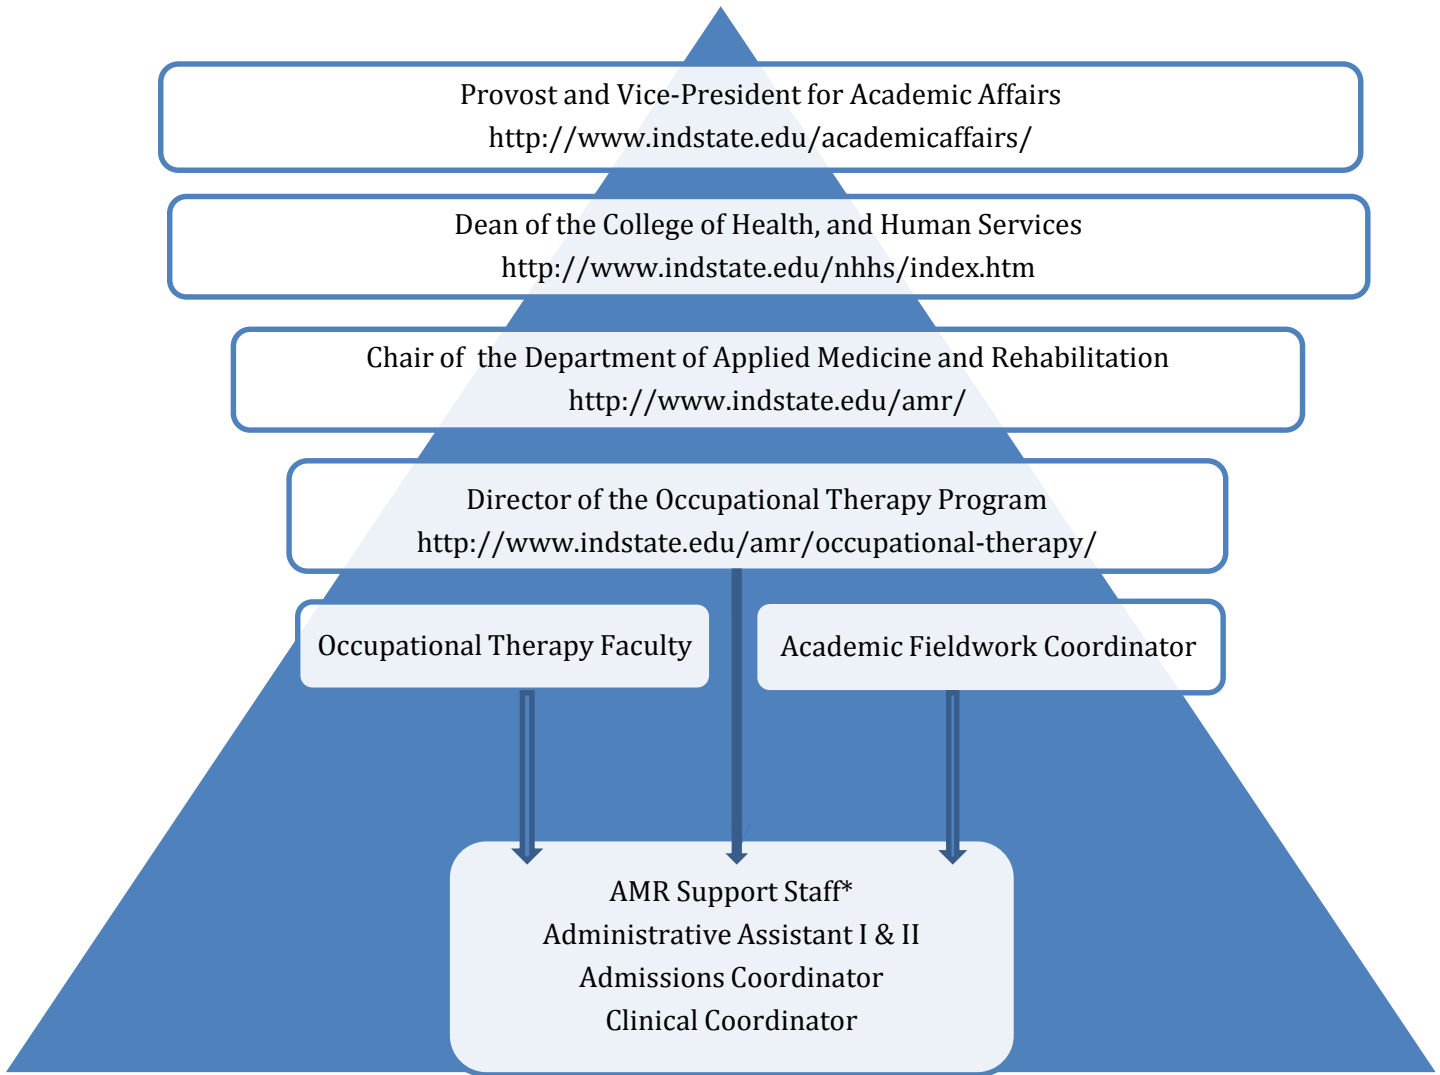 Provost and Vice-President for Academic Affairs
http://www.indstate.edu/academicaffairs/
Dean of the College of Health, and Human Services
http://www.indstate.edu/nhhs/index.htm
Chair of  the Department of Applied Medicine and Rehabilitation
http://www.indstate.edu/amr/
Director of the Occupational Therapy Program
http://www.indstate.edu/amr/occupational-therapy/
Occupational Therapy Faculty
Academic Fieldwork Coordinator
AMR Support Staff*
Administrative Assistant I & II
Admissions Coordinator
Clinical Coordinator